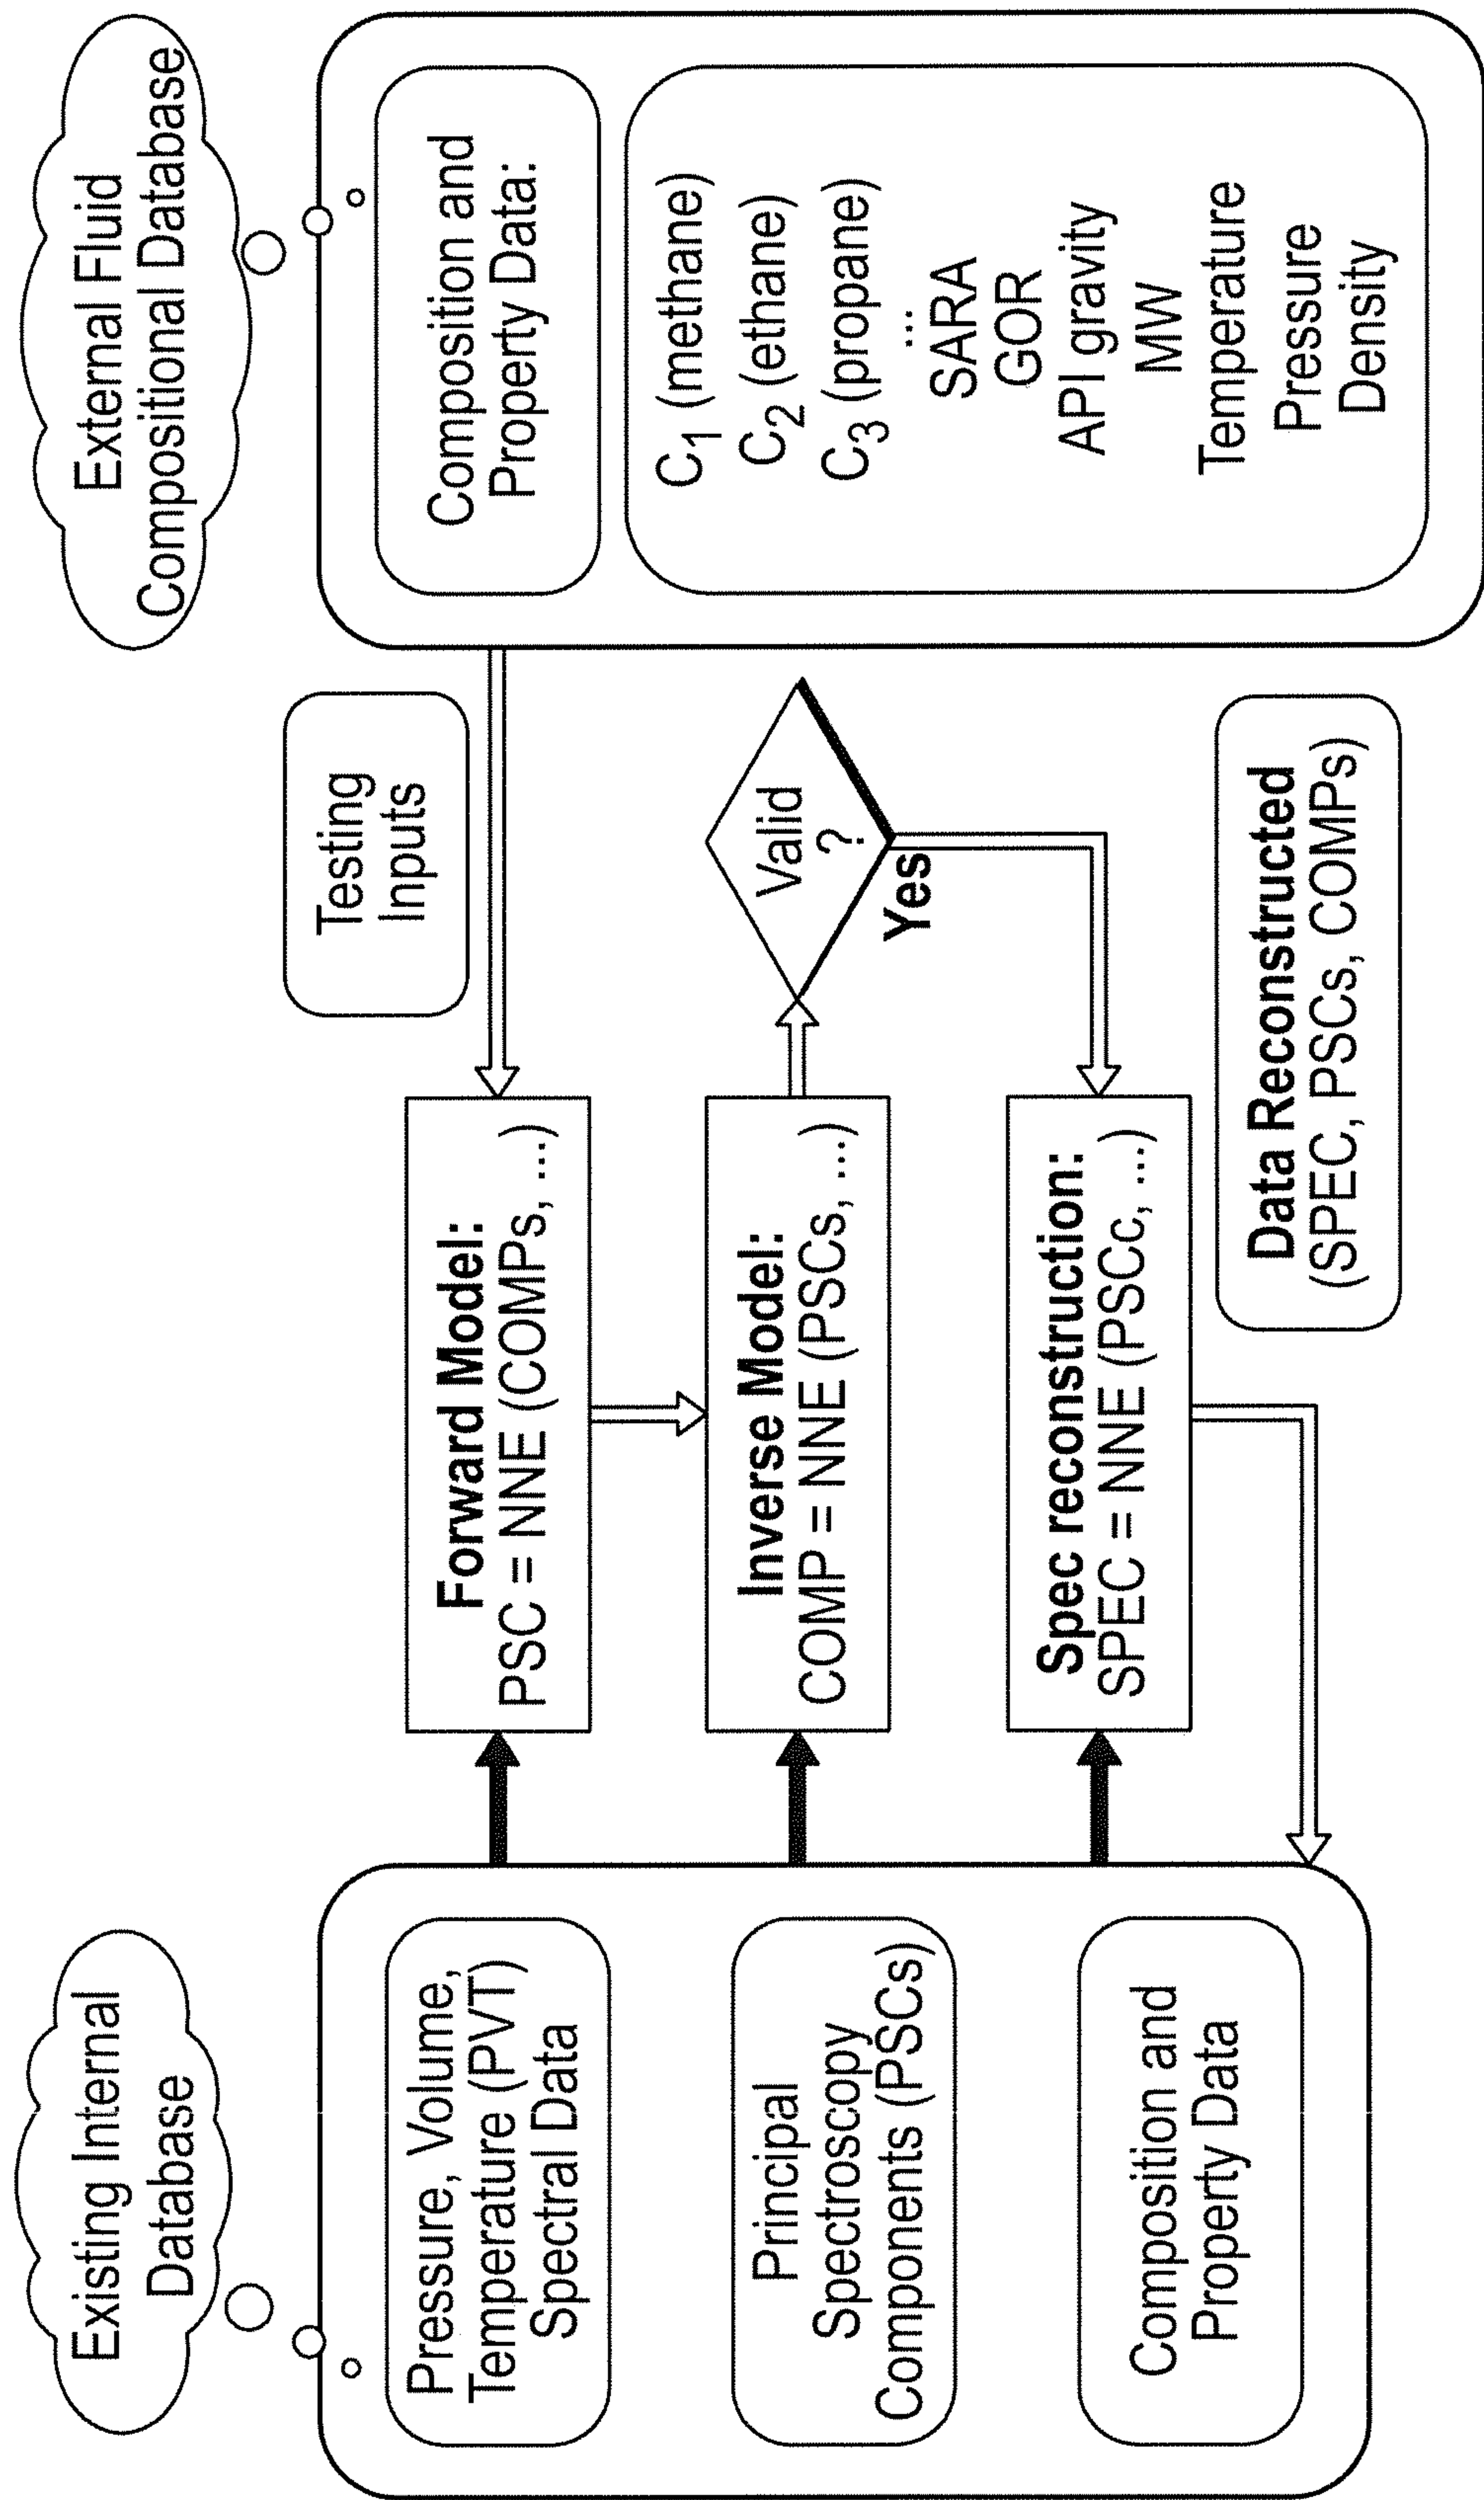 Existing Internal
Database
Pressure, Volume,
Temperature (PVT)
Spectral Data
Principal
Spectroscopy
Components (PSCs)
Composition and
Property Data
Forward Model:
PSC = NNE (COMPs, ...)
Inverse Model:
COMP = NNE (PSCs, ...)
Spec reconstruction:
SPEC = NNE (PSCc, ...)
Testing
Inputs
Valid
?
Yes
Data Reconstructed
(SPEC, PSCs, COMPs)
External Fluid
Compositional Database
Composition and
Property Data:
C₁ (methane)
C₂ (ethane)
C₃ (propane)
...
SARA
GOR
API gravity
MW
Temperature
Pressure
Density